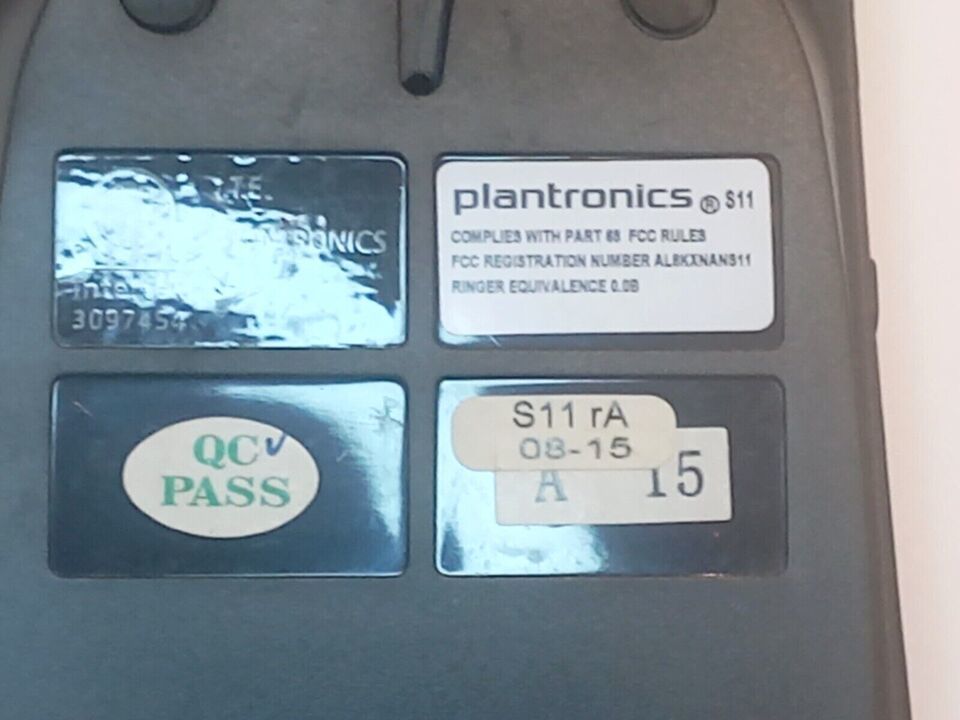 I.T.E.
Intertek
3097454
plantronics® S11
COMPLIES WITH PART 68 FCC RULES
FCC REGISTRATION NUMBER AL8KXNANS11
RINGER EQUIVALENCE 0.0B
QC✓
PASS
S11 rA
08-15
A 15